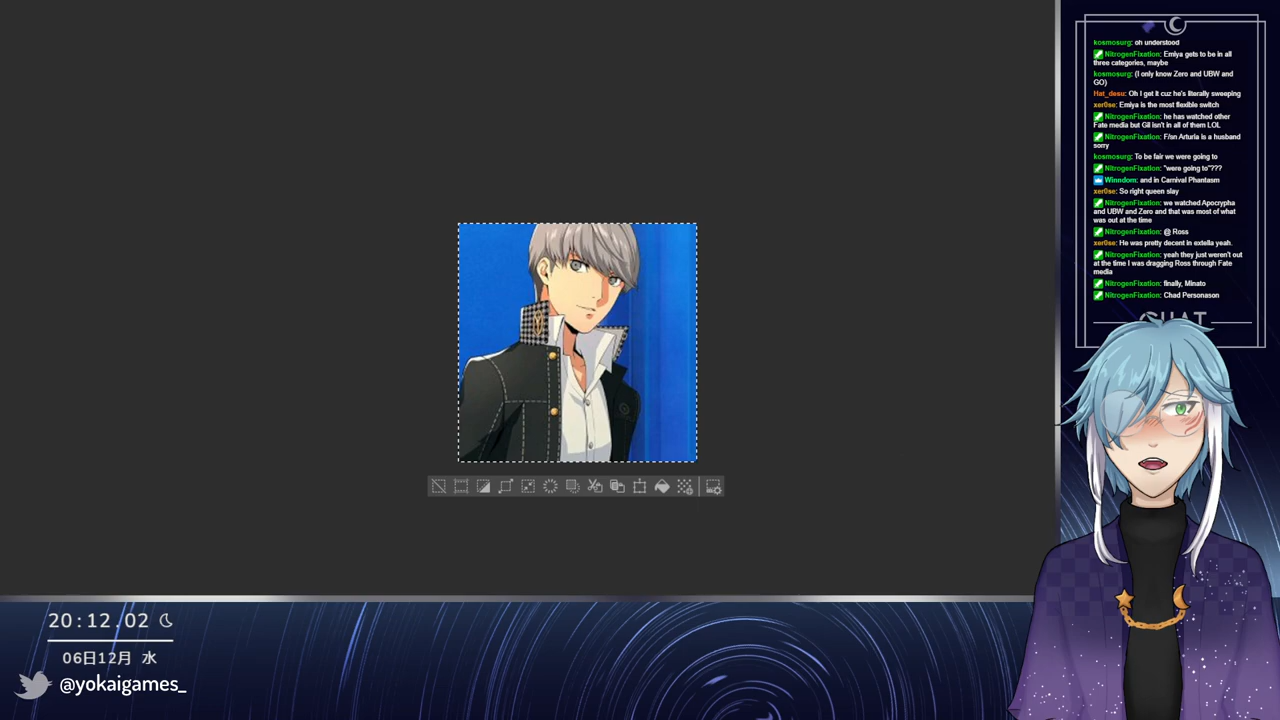 kosmosurg: oh understood
NitrogenFixation: Emiya gets to be in all
three categories, maybe
kosmosurg: (I only know Zero and UBW and
GO)
Hat_desu: Oh I get it cuz he's literally sweeping
xer0se: Emiya is the most flexible switch
NitrogenFixation: he has watched other
Fate media but Gil isn't in all of them LOL
NitrogenFixation: F/sn Arturia is a husband
sorry
kosmosurg: To be fair we were going to
NitrogenFixation: "were going to"???
Winndom: and in Carnival Phantasm
xer0se: So right queen slay
NitrogenFixation: we watched Apocrypha
and UBW and Zero and that was most of what
was out at the time
NitrogenFixation: @ Ross
xer0se: He was pretty decent in extella yeah.
NitrogenFixation: yeah they just weren't out
at the time I was dragging Ross through Fate
media
NitrogenFixation: finally, Minato
NitrogenFixation: Chad Personason
CHAT
20:12.02
06日12月 水
@yokaigames_